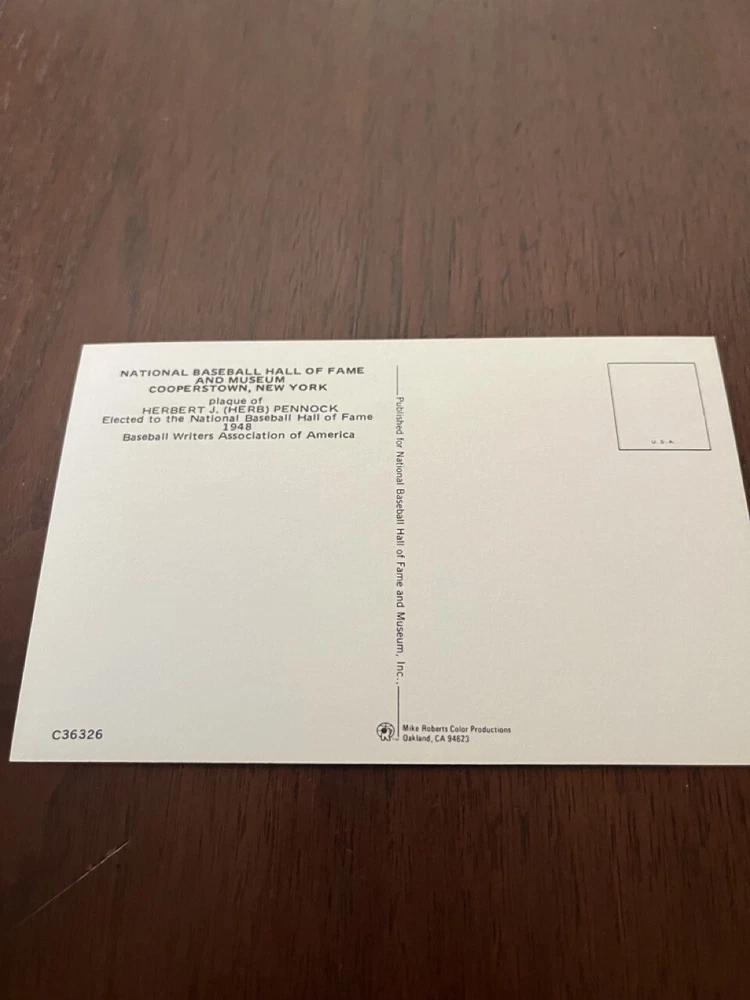 NATIONAL BASEBALL HALL OF FAME
AND MUSEUM
COOPERSTOWN, NEW YORK
plaque of
HERBERT J. (HERB) PENNOCK
Elected to the National Baseball Hall of Fame
1948
Baseball Writers Association of America
Published for National Baseball Hall of Fame and Museum, Inc.,
U.S.A.
C36326
Mike Roberts Color Productions
Oakland, CA 94623